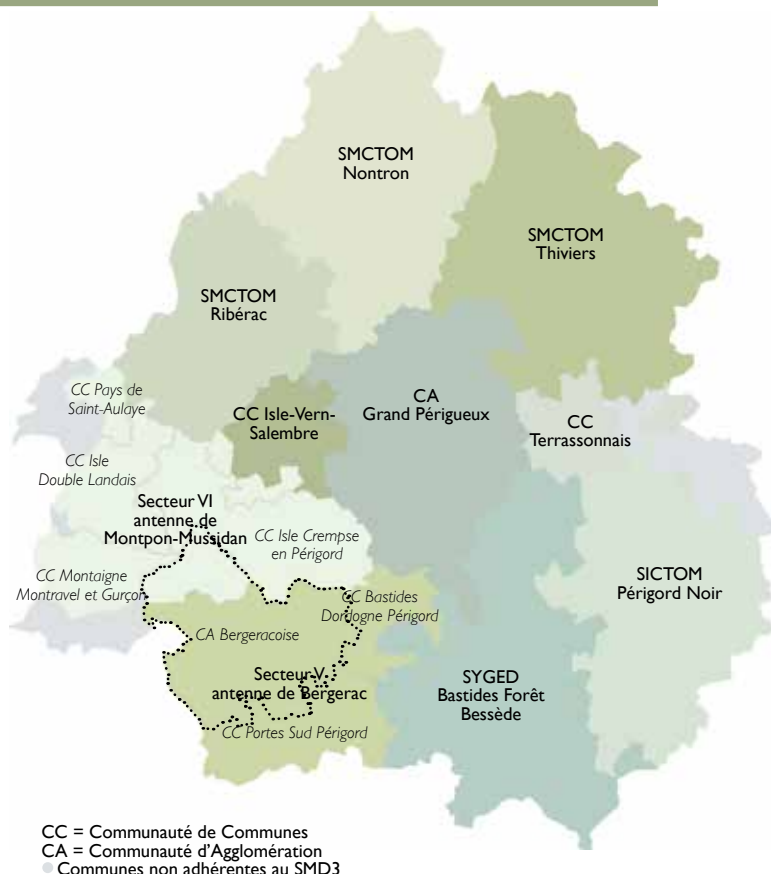 SMCTOM
Nontron
SMCTOM
Thiviers
SMCTOM
Ribérac
CC Pays de
Saint-Aulaye
CC Isle-Vern-
Salembre
CA
Grand Périgueux
CC
Terrassonnais
CC Isle
Double Landais
Secteur VI
antenne de
Montpon-Mussidan
CC Isle Crempse
en Périgord
CC Montaigne
Montravel et Gurçon
SICTOM
Périgord Noir
CC Bastides
Dordogne Périgord
CA Bergeracoise
Secteur V
antenne de Bergerac
SYGED
Bastides Forêt
Bessède
CC Portes Sud Périgord
CC = Communauté de Communes
CA = Communauté d'Agglomération
Communes non adhérentes au SMD3